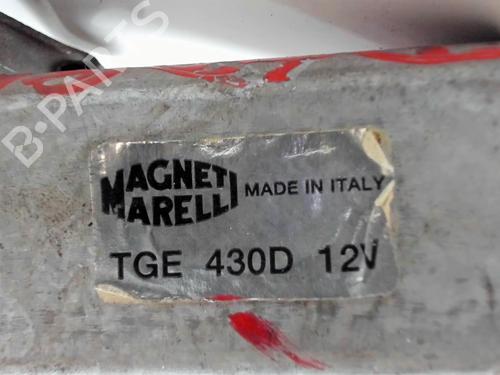 B-PARTS
MAGNETI MARELLI MADE IN ITALY
TGE 430D 12V